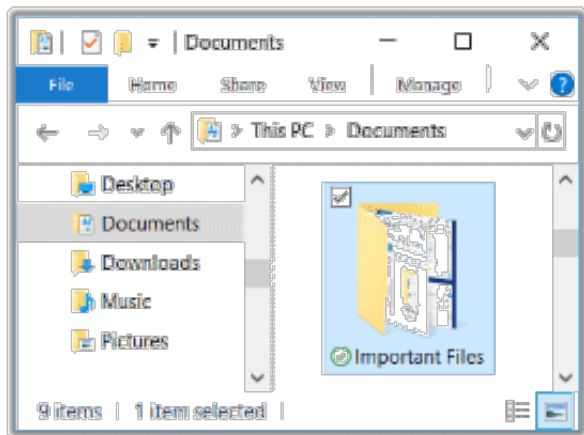 Documents
File Home Share View Manage
This PC Documents
Desktop
Documents
Downloads
Music
Pictures
Important Files
9 items 1 item selected